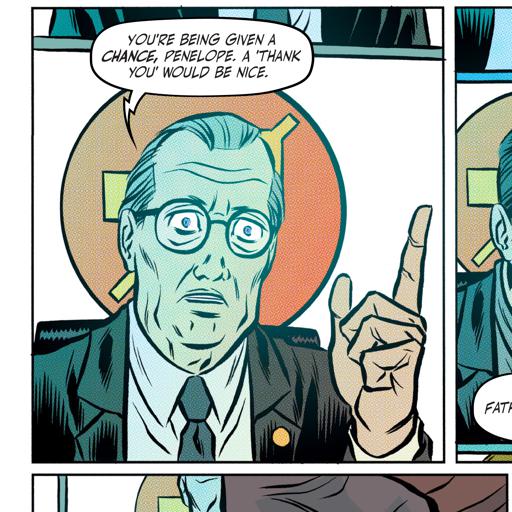 YOU'RE BEING GIVEN A
CHANCE, PENELOPE. A 'THANK
YOU' WOULD BE NICE.